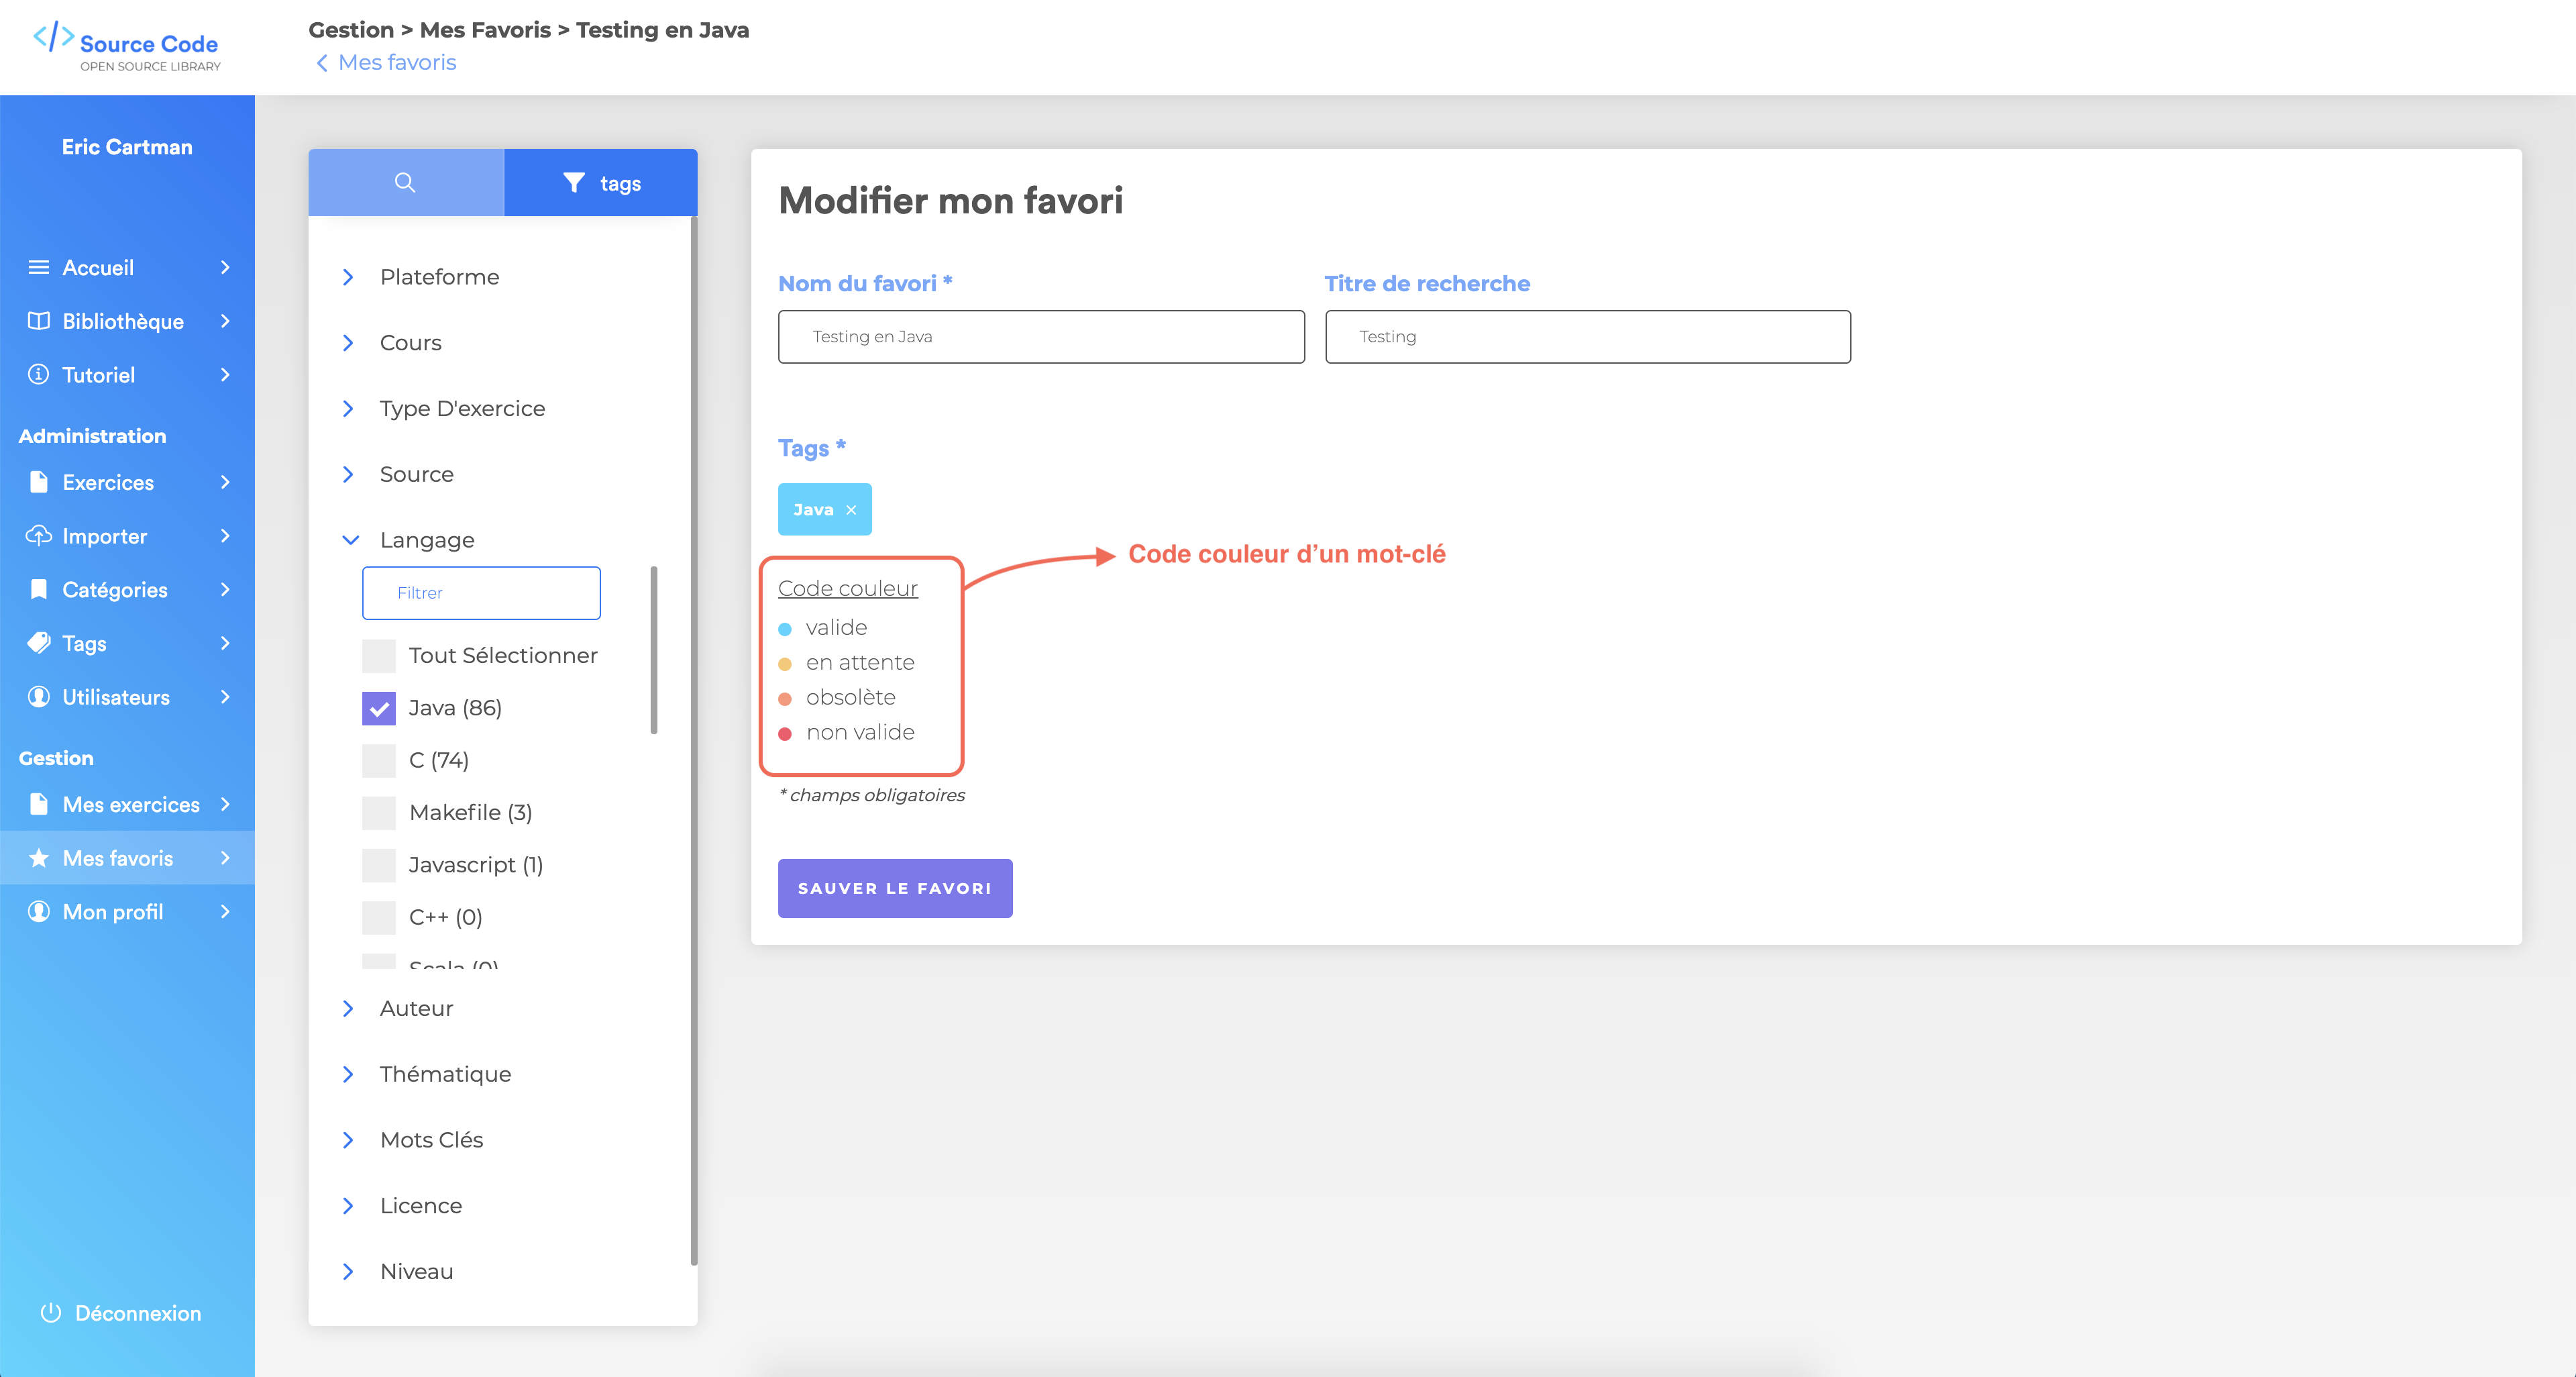 Source Code
OPEN SOURCE LIBRARY
Gestion > Mes Favoris > Testing en Java
Mes favoris
Eric Cartman
Accueil
Bibliothèque
Tutoriel
Administration
Exercices
Importer
Catégories
Tags
Utilisateurs
Gestion
Mes exercices
Mes favoris
Mon profil
Déconnexion
tags
Plateforme
Cours
Type D'exercice
Source
Langage
Filtrer
Tout Sélectionner
Java (86)
C (74)
Makefile (3)
Javascript (1)
C++ (0)
Scala (0)
Auteur
Thématique
Mots Clés
Licence
Niveau
Modifier mon favori
Nom du favori *
Titre de recherche
Testing en Java
Testing
Tags *
Java ×
Code couleur d’un mot-clé
Code couleur
valide
en attente
obsolète
non valide
* champs obligatoires
SAUVER LE FAVORI